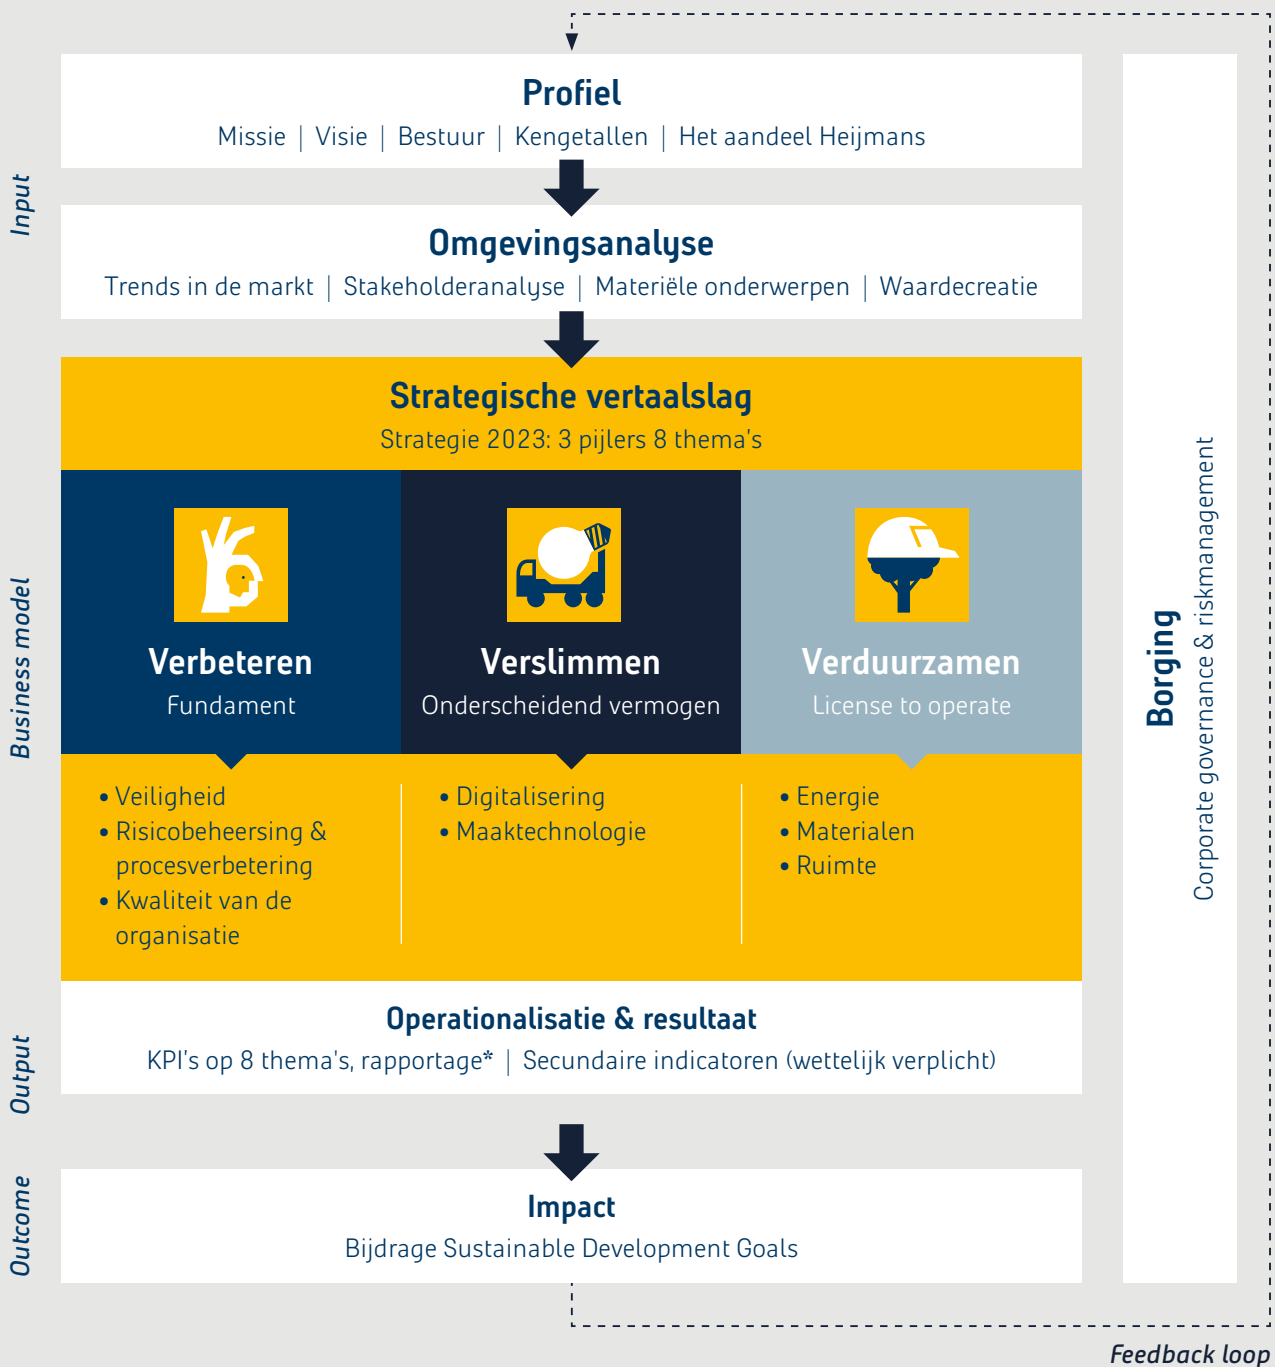 Input
Profiel
Missie | Visie | Bestuur | Kengetallen | Het aandeel Heijmans
Omgevingsanalyse
Trends in de markt | Stakeholderanalyse | Materiële onderwerpen | Waardecreatie
Business model
Strategische vertaalslag
Strategie 2023: 3 pijlers 8 thema's
Verbeteren
Fundament
• Veiligheid
• Risicobeheersing &
procesverbetering
• Kwaliteit van de
organisatie
Verslimmen
Onderscheidend vermogen
• Digitalisering
• Maaktechnologie
Verduurzamen
License to operate
• Energie
• Materialen
• Ruimte
Output
Operationalisatie & resultaat
KPI's op 8 thema's, rapportage* | Secundaire indicatoren (wettelijk verplicht)
Outcome
Impact
Bijdrage Sustainable Development Goals
Borging
Corporate governance & riskmanagement
Feedback loop